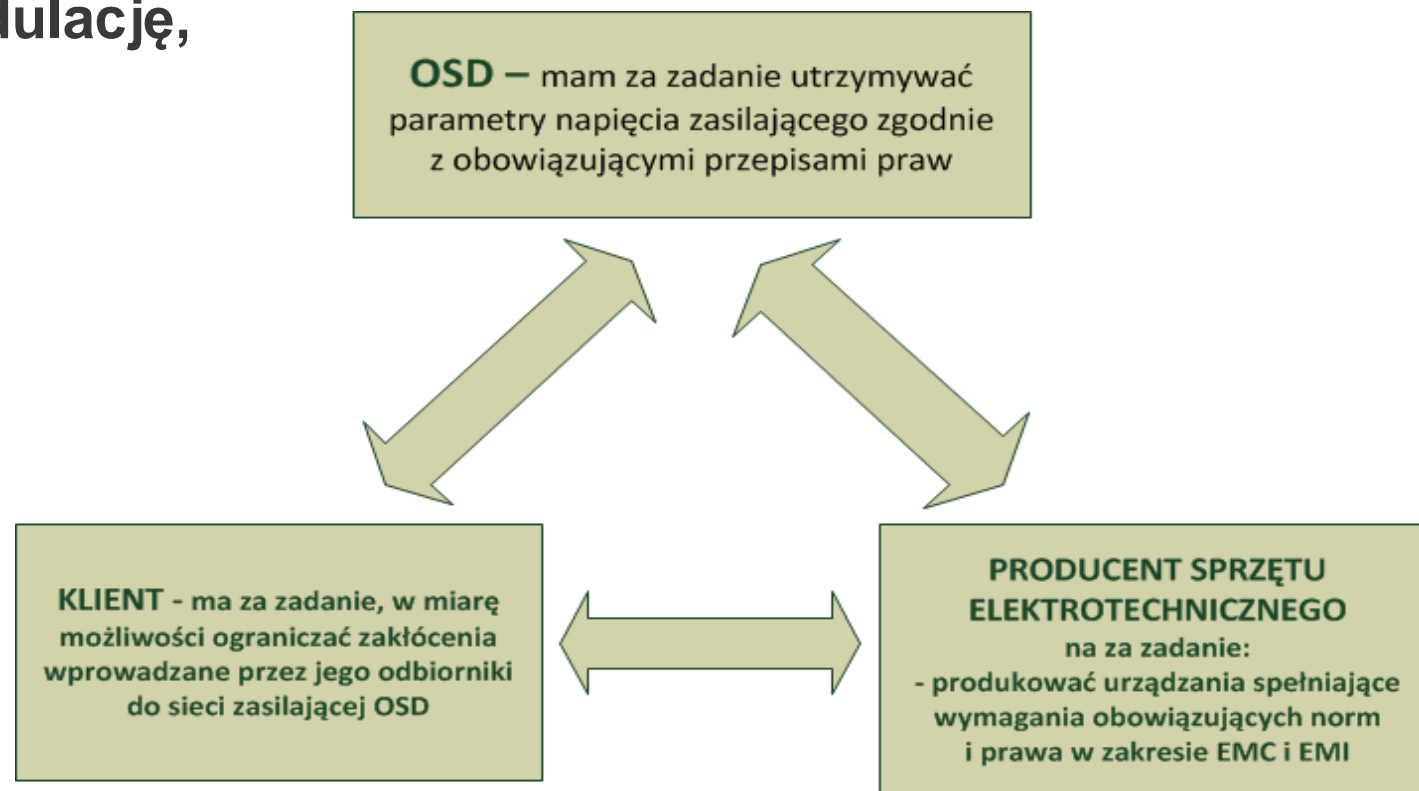 dulację,
OSD – mam za zadanie utrzymywać
parametry napięcia zasilającego zgodnie
z obowiązującymi przepisami praw
KLIENT - ma za zadanie, w miarę
możliwości ograniczać zakłócenia
wprowadzane przez jego odbiorniki
do sieci zasilającej OSD
PRODUCENT SPRZĘTU
ELEKTROTECHNICZNEGO
na za zadanie:
- produkować urządzania spełniające
wymagania obowiązujących norm
i prawa w zakresie EMC i EMI